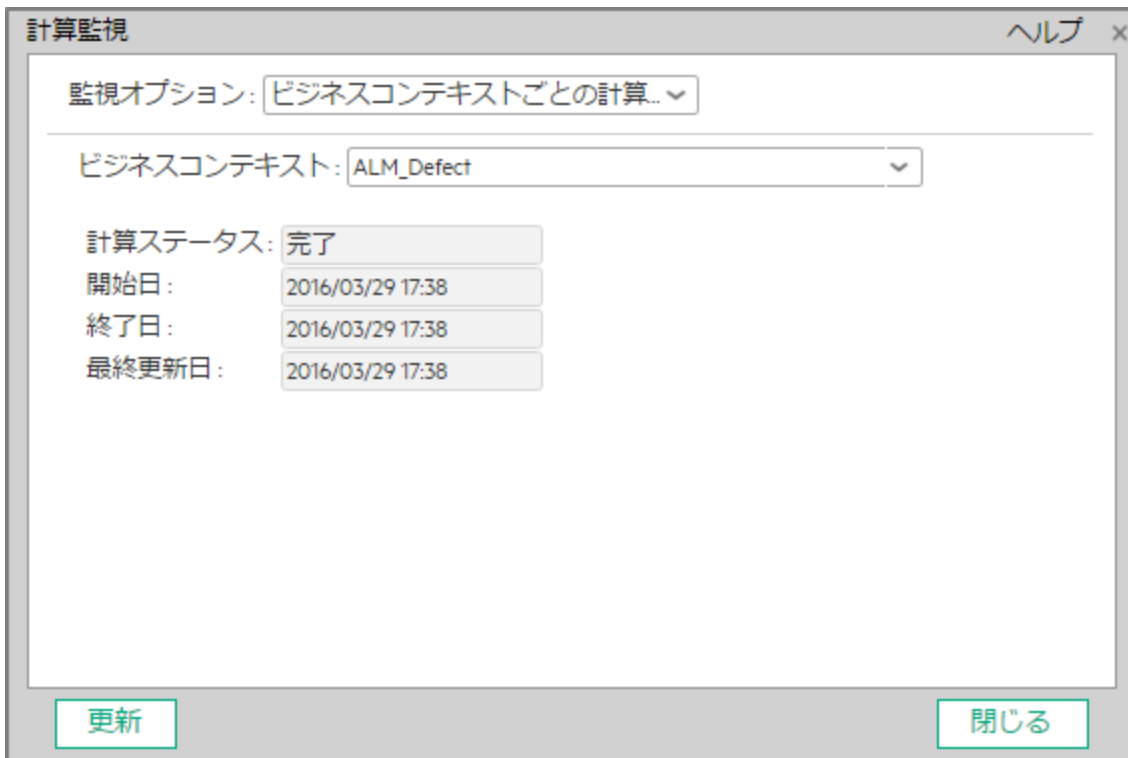 計算監視 ヘルプ ×
監視オプション: ビジネスコンテキストごとの計算...
ビジネスコンテキスト: ALM_Defect
計算ステータス: 完了
開始日: 2016/03/29 17:38
終了日: 2016/03/29 17:38
最終更新日: 2016/03/29 17:38
更新 閉じる